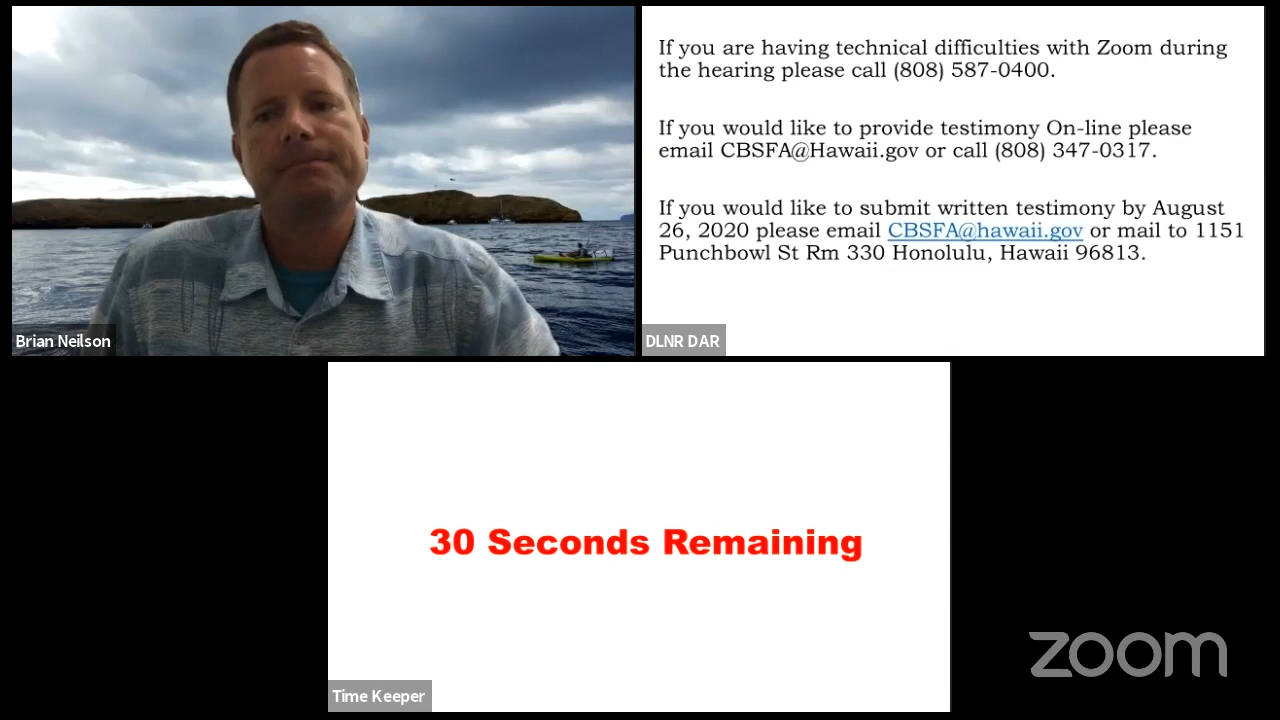 If you are having technical difficulties with Zoom during
the hearing please call (808) 587-0400.
If you would like to provide testimony On-line please
email CBSFA@Hawaii.gov or call (808) 347-0317.
If you would like to submit written testimony by August
26, 2020 please email CBSFA@hawaii.gov or mail to 1151
Punchbowl St Rm 330 Honolulu, Hawaii 96813.
Brian Neilson
DLNR DAR
30 Seconds Remaining
Time Keeper
zoom